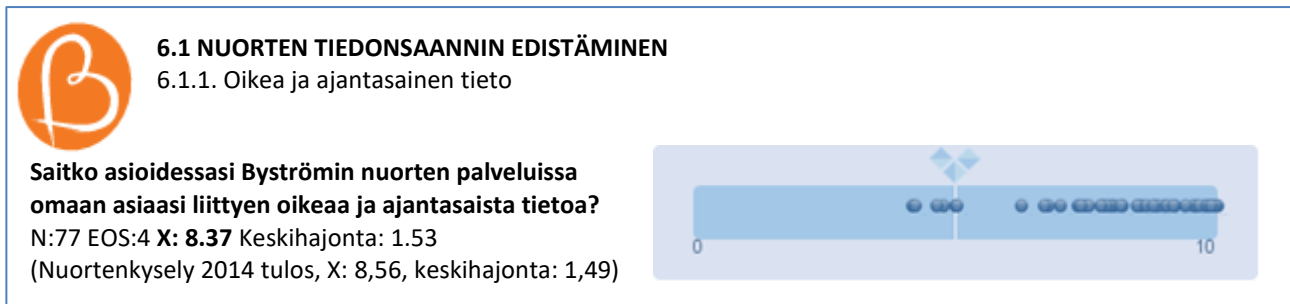 6.1 NUORTEN TIEDONSAANNIN EDISTÄMINEN
6.1.1. Oikea ja ajantasainen tieto
Saitko asioidessasi Byströmin nuorten palveluissa
omaan asiaasi liittyen oikeaa ja ajantasaista tietoa?
N:77 EOS:4 X: 8.37 Keskihajonta: 1.53
(Nuortenkysely 2014 tulos, X: 8,56, keskihajonta: 1,49)
0
10